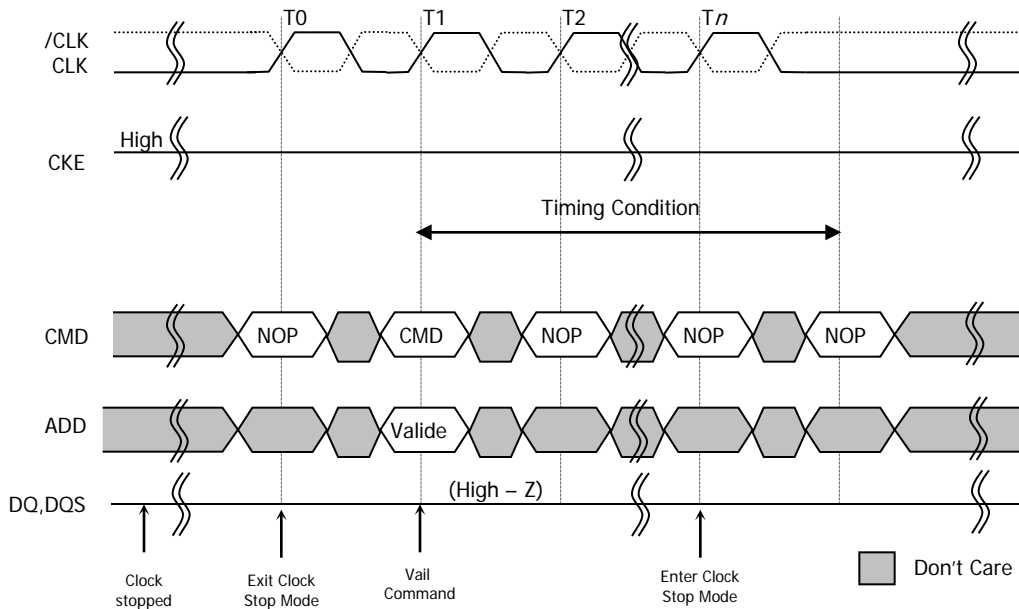 T0 T1 T2 Tn
/CLK
CLK
High
CKE
Timing Condition
CMD NOP CMD NOP NOP NOP
ADD Valide
(High – Z)
DQ,DQS
Clock
stopped
Exit Clock
Stop Mode
Vail
Command
Enter Clock
Stop Mode
Don't Care